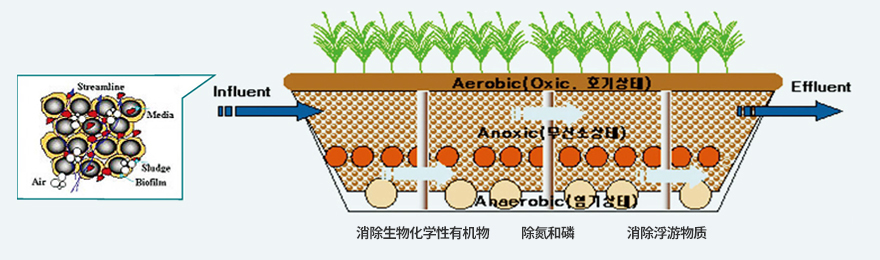 Streamline
Media
Sludge
Biofilm
Air
Influent
Aerobic(Oxic, 호기상태)
Effluent
Anoxic(무산소상태)
Anaerobic(혐기상태)
消除生物化学性有机物
除氮和磷
消除浮游物质